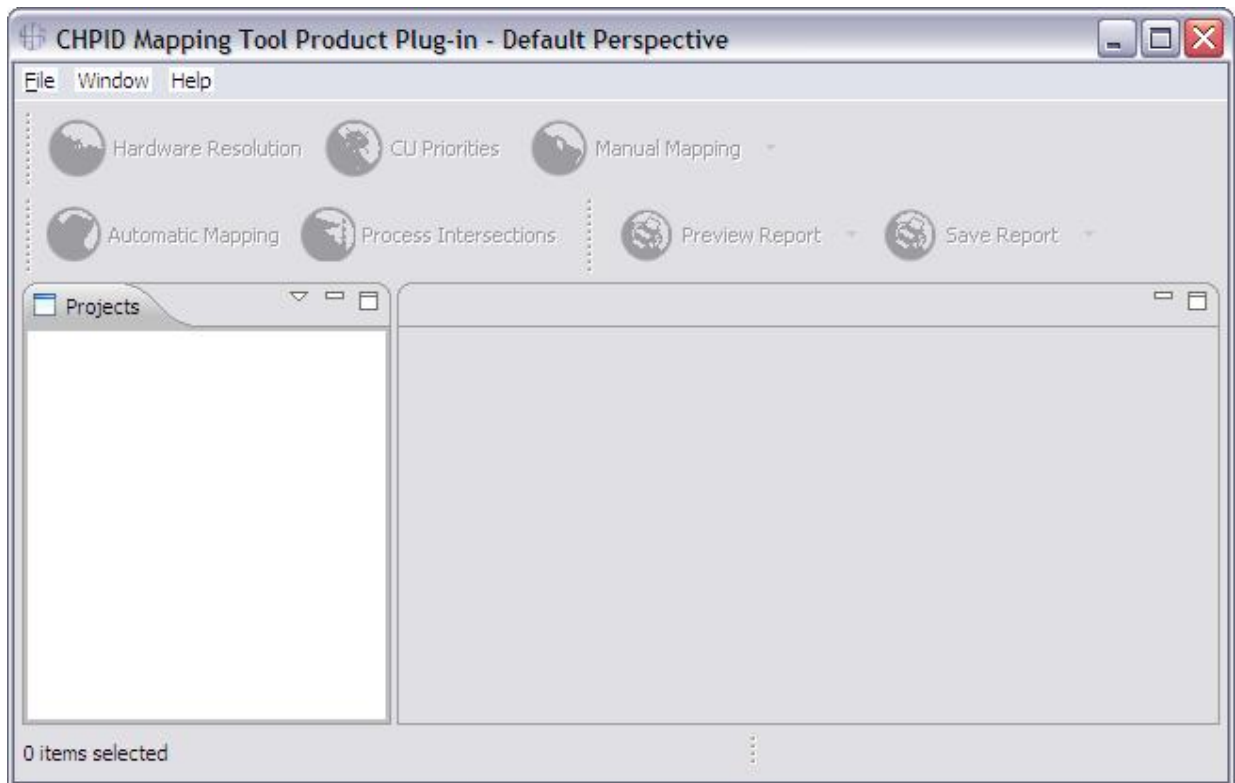 CHPID Mapping Tool Product Plug-in - Default Perspective
File Window Help
Hardware Resolution CU Priorities Manual Mapping
Automatic Mapping Process Intersections Preview Report Save Report
Projects
0 items selected